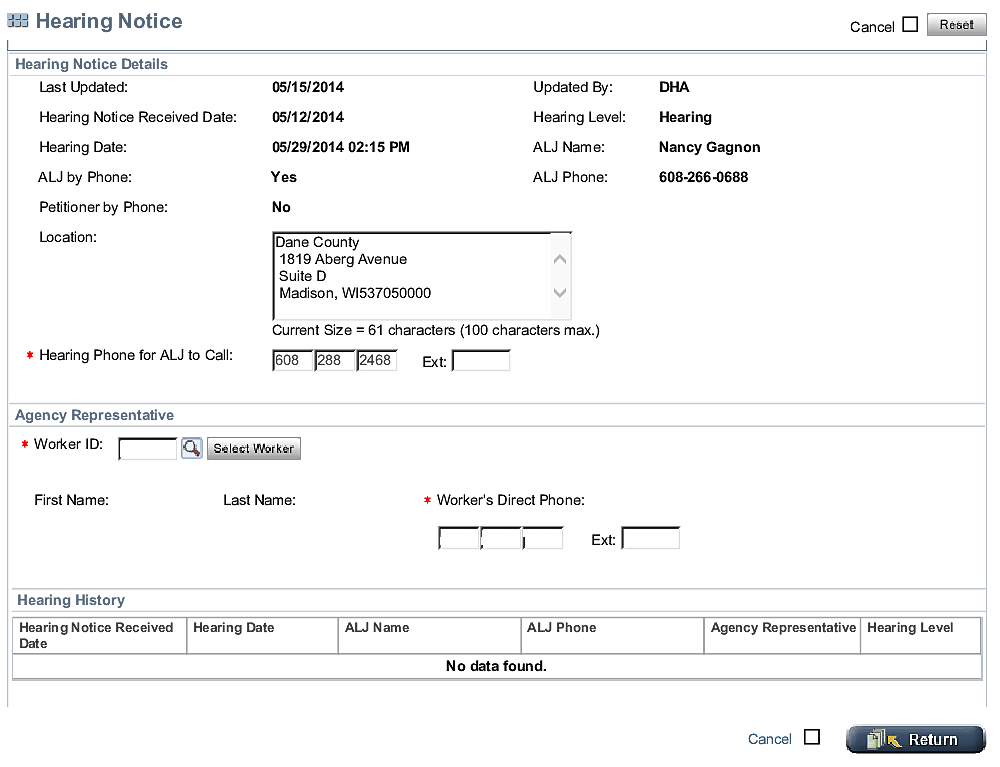 Hearing Notice
Cancel Reset
Hearing Notice Details
Last Updated: 05/15/2014 Updated By: DHA
Hearing Notice Received Date: 05/12/2014 Hearing Level: Hearing
Hearing Date: 05/29/2014 02:15 PM ALJ Name: Nancy Gagnon
ALJ by Phone: Yes ALJ Phone: 608-266-0688
Petitioner by Phone: No
Location: Dane County
1819 Aberg Avenue
Suite D
Madison, WI537050000
Current Size = 61 characters (100 characters max.)
* Hearing Phone for ALJ to Call: 608 288 2468 Ext:
Agency Representative
* Worker ID: Select Worker
First Name: Last Name: * Worker's Direct Phone:
Ext:
Hearing History
Hearing Notice Received Date Hearing Date ALJ Name ALJ Phone Agency Representative Hearing Level
No data found.
Cancel Return